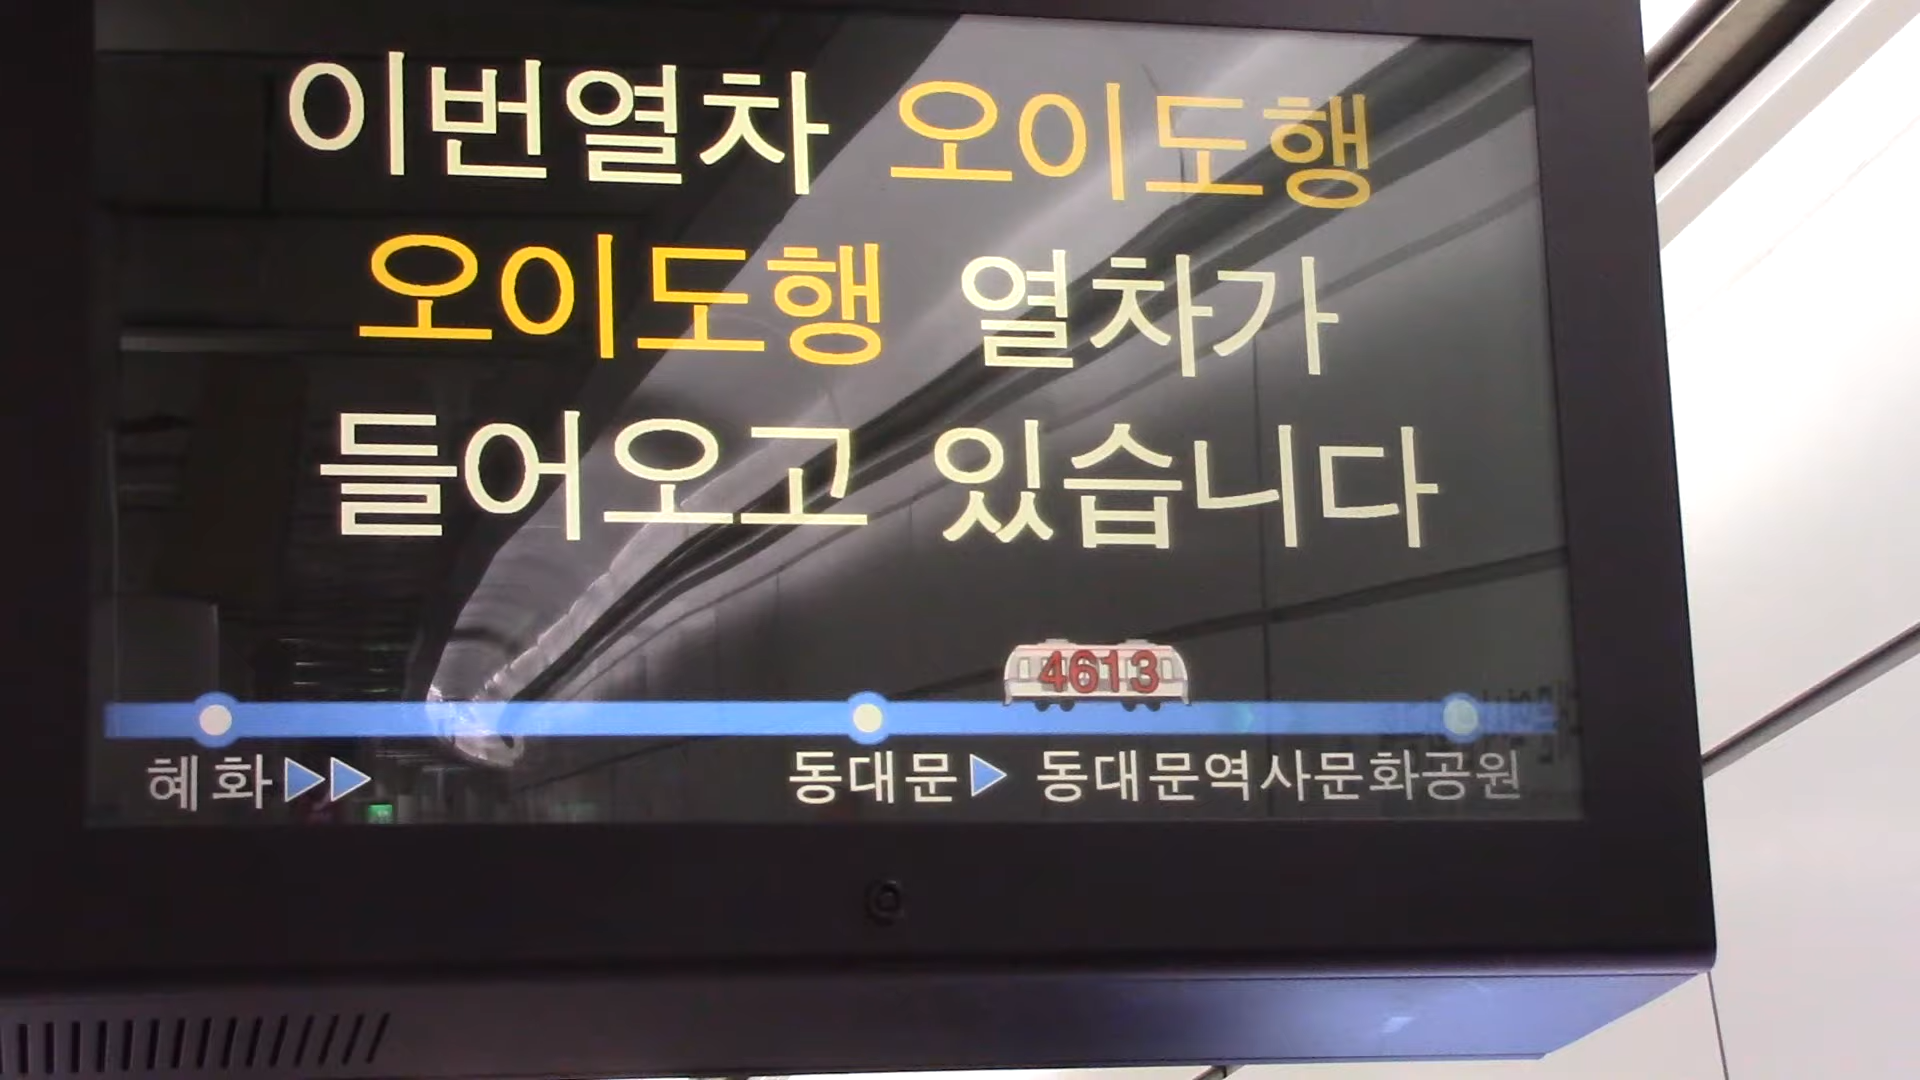 이번열차 오이도행
오이도행 열차가
들어오고 있습니다
4613
혜화 동대문 동대문역사문화공원